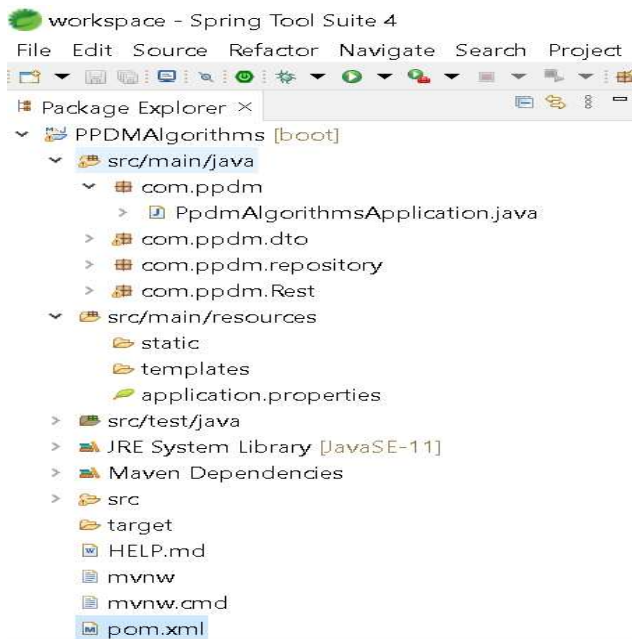 workspace - Spring Tool Suite 4
File Edit Source Refactor Navigate Search Project
Package Explorer
PPDMAlgorithms [boot]
src/main/java
com.ppdm
PpdmAlgorithmsApplication.java
com.ppdm.dto
com.ppdm.repository
com.ppdm.Rest
src/main/resources
static
templates
application.properties
src/test/java
JRE System Library [JavaSE-11]
Maven Dependencies
src
target
HELP.md
mvnw
mvnw.cmd
pom.xml